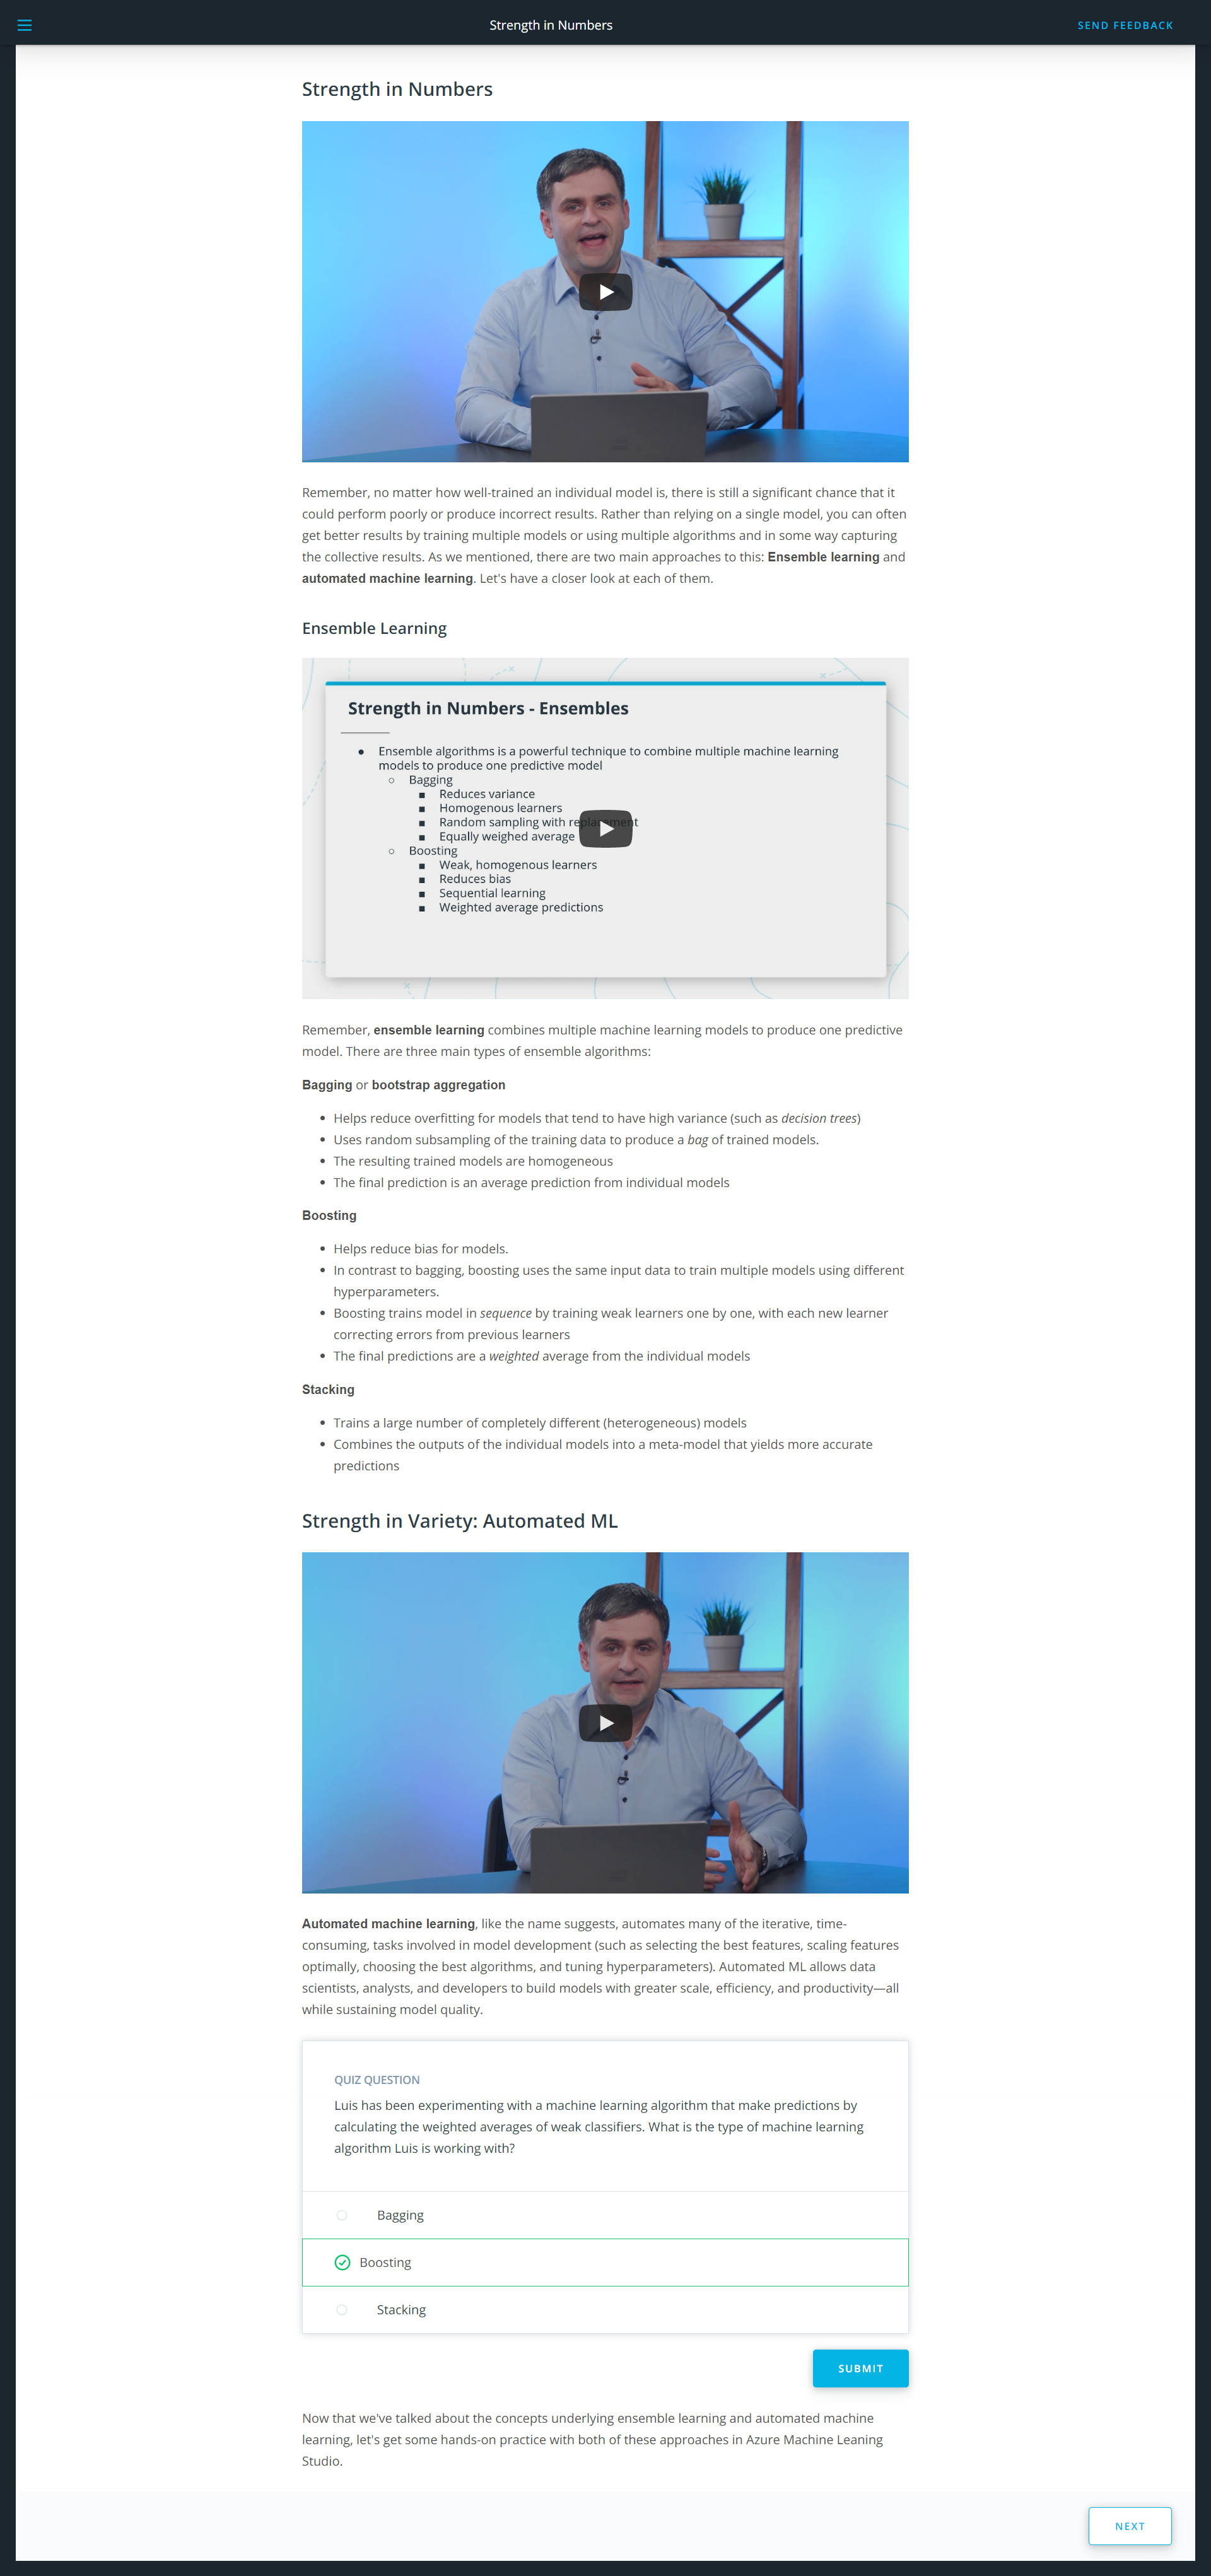 Strength in Numbers
SEND FEEDBACK
Strength in Numbers
Remember, no matter how well-trained an individual model is, there is still a significant chance that it
could perform poorly or produce incorrect results. Rather than relying on a single model, you can often
get better results by training multiple models or using multiple algorithms and in some way capturing
the collective results. As we mentioned, there are two main approaches to this: Ensemble learning and
automated machine learning. Let's have a closer look at each of them.
Ensemble Learning
Strength in Numbers - Ensembles
● Ensemble algorithms is a powerful technique to combine multiple machine learning
models to produce one predictive model
○ Bagging
■ Reduces variance
■ Homogenous learners
■ Random sampling with replacement
■ Equally weighed average
○ Boosting
■ Weak, homogenous learners
■ Reduces bias
■ Sequential learning
■ Weighted average predictions
Remember, ensemble learning combines multiple machine learning models to produce one predictive
model. There are three main types of ensemble algorithms:
Bagging or bootstrap aggregation
• Helps reduce overfitting for models that tend to have high variance (such as decision trees)
• Uses random subsampling of the training data to produce a bag of trained models.
• The resulting trained models are homogeneous
• The final prediction is an average prediction from individual models
Boosting
• Helps reduce bias for models.
• In contrast to bagging, boosting uses the same input data to train multiple models using different
hyperparameters.
• Boosting trains model in sequence by training weak learners one by one, with each new learner
correcting errors from previous learners
• The final predictions are a weighted average from the individual models
Stacking
• Trains a large number of completely different (heterogeneous) models
• Combines the outputs of the individual models into a meta-model that yields more accurate
predictions
Strength in Variety: Automated ML
Automated machine learning, like the name suggests, automates many of the iterative, time-
consuming, tasks involved in model development (such as selecting the best features, scaling features
optimally, choosing the best algorithms, and tuning hyperparameters). Automated ML allows data
scientists, analysts, and developers to build models with greater scale, efficiency, and productivity—all
while sustaining model quality.
QUIZ QUESTION
Luis has been experimenting with a machine learning algorithm that make predictions by
calculating the weighted averages of weak classifiers. What is the type of machine learning
algorithm Luis is working with?
Bagging
Boosting
Stacking
SUBMIT
Now that we've talked about the concepts underlying ensemble learning and automated machine
learning, let's get some hands-on practice with both of these approaches in Azure Machine Leaning
Studio.
NEXT